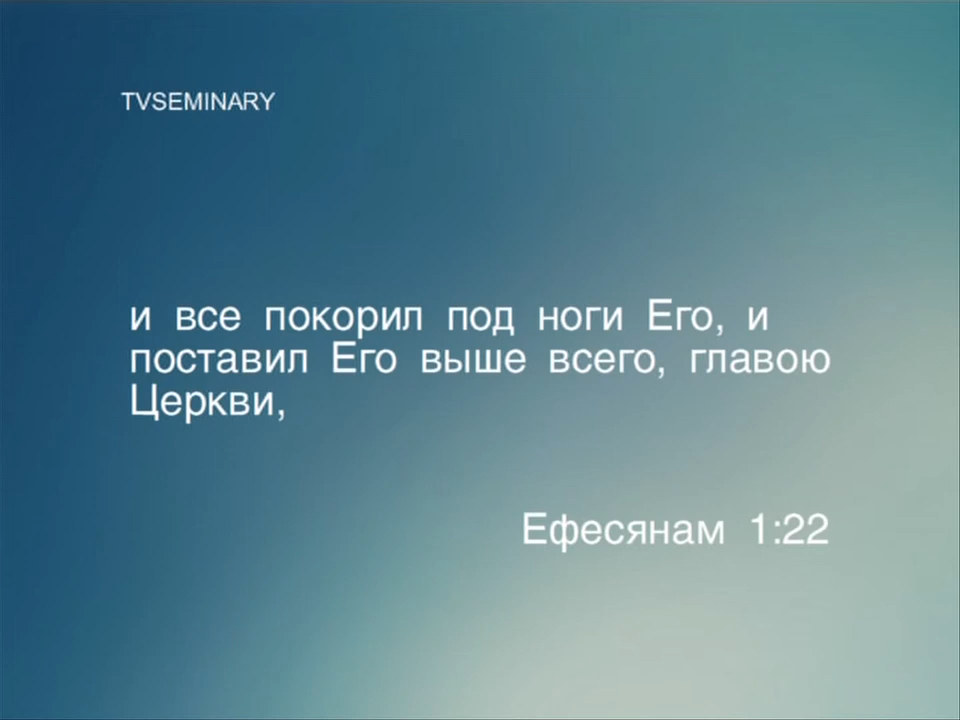 TVSEMINARY
и все покорил под ноги Его, и
поставил Его выше всего, главою
Церкви,
Ефесянам 1:22